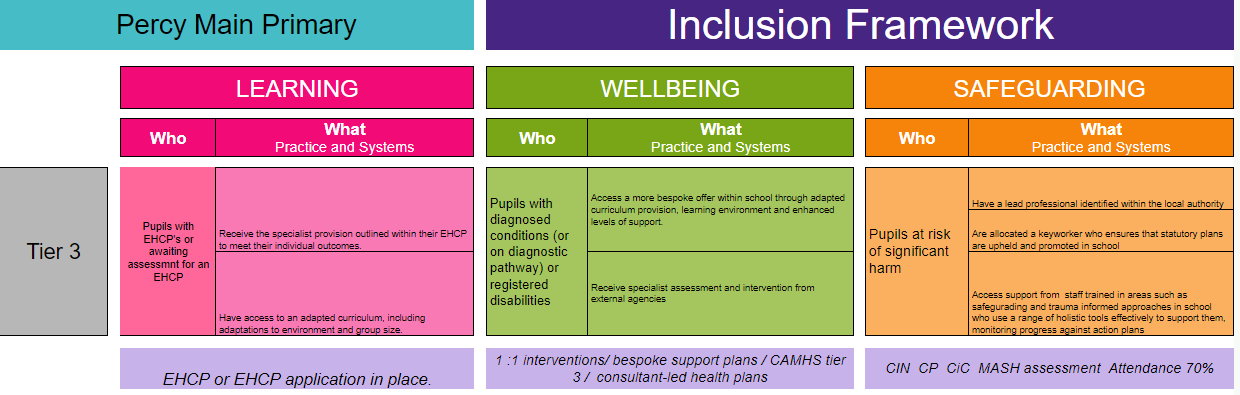 Percy Main Primary
Inclusion Framework
LEARNING
WELLBEING
SAFEGUARDING
Who
What
Practice and Systems
Who
What
Practice and Systems
Who
What
Practice and Systems
Tier 3
Pupils with
EHCP's or
awaiting
assessmnt for an
EHCP
Receive the specialist provision outlined within their EHCP
to meet their individual outcomes.
Have access to an adapted curriculum, including
adaptations to environment and group size.
Pupils with
diagnosed
conditions (or
on diagnostic
pathway) or
registered
disabilities
Access a more bespoke offer within school through adapted
curriculum provision, learning environment and enhanced
levels of support.
Receive specialist assessment and intervention from
external agencies
Pupils at risk
of significant
harm
Have a lead professional identified within the local authority
Are allocated a keyworker who ensures that statutory plans
are upheld and promoted in school
Access support from staff trained in areas such as
safegurading and trauma informed approaches in school
who use a range of holistic tools effectively to support them,
monitoring progress against action plans
EHCP or EHCP application in place.
1 :1 interventions/ bespoke support plans / CAMHS tier
3 / consultant-led health plans
CIN CP CiC MASH assessment Attendance 70%